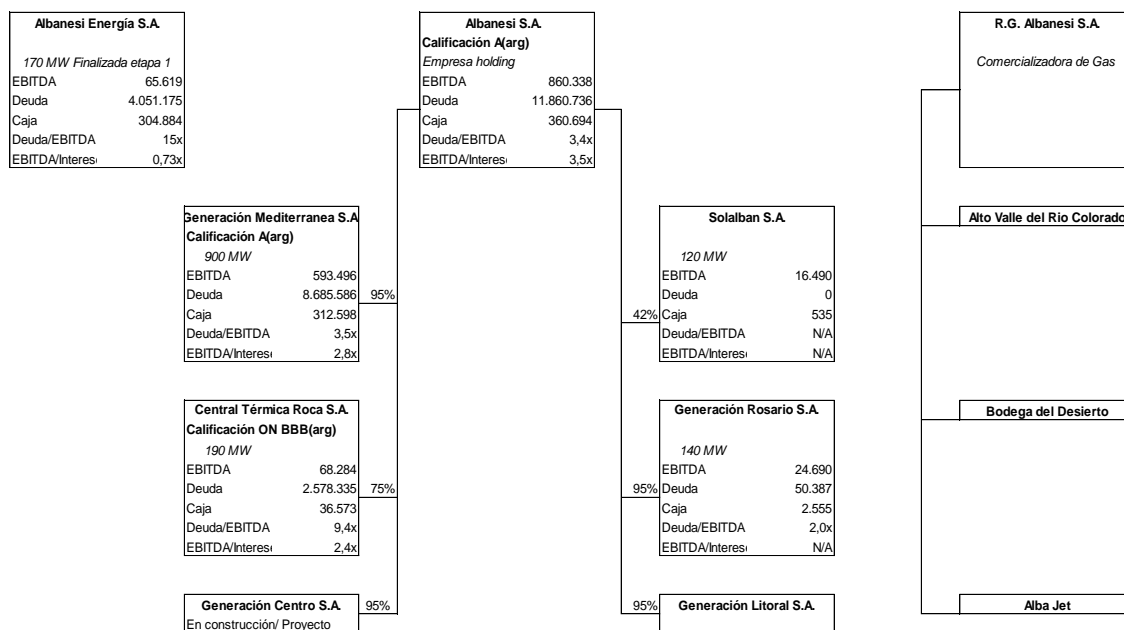 Albanesi Energía S.A.
170 MW Finalizada etapa 1
EBITDA 65.619
Deuda 4.051.175
Caja 304.884
Deuda/EBITDA 15x
EBITDA/Interes 0,73x
Albanesi S.A.
Calificación A(arg)
Empresa holding
EBITDA 860.338
Deuda 11.860.736
Caja 360.694
Deuda/EBITDA 3,4x
EBITDA/Interes 3,5x
R.G. Albanesi S.A.
Comercializadora de Gas
Generación Mediterranea S.A
Calificación A(arg)
900 MW
EBITDA 593.496
Deuda 8.685.586
Caja 312.598
Deuda/EBITDA 3,5x
EBITDA/Interes 2,8x
95%
Solalban S.A.
120 MW
EBITDA 16.490
Deuda 0
42% Caja 535
Deuda/EBITDA N/A
EBITDA/Interes N/A
Alto Valle del Rio Colorado
Central Térmica Roca S.A.
Calificación ON BBB(arg)
190 MW
EBITDA 68.284
Deuda 2.578.335 75%
Caja 36.573
Deuda/EBITDA 9,4x
EBITDA/Interes 2,4x
Generación Rosario S.A.
140 MW
EBITDA 24.690
95% Deuda 50.387
Caja 2.555
Deuda/EBITDA 2,0x
EBITDA/Interes N/A
Bodega del Desierto
Generación Centro S.A. 95%
En construcción/ Proyecto
95% Generación Litoral S.A.
Alba Jet